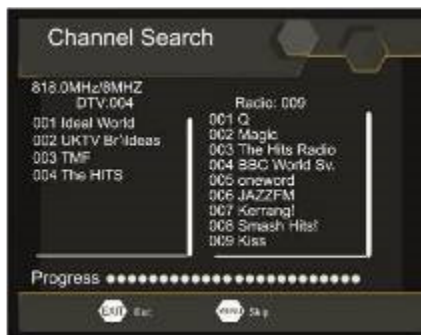 Channel Search
818.0MHz/8MHZ
DTV:004
001 Ideal World
002 UKTV Br'Ideas
003 TMF
004 The HITS
Radio: 009
001 Q
002 Magic
003 The Hits Radio
004 BBC World Sv.
005 oneword
006 JAZZFM
007 Kerrang!
008 Smash Hits!
009 Kiss
Progress
EXIT Esc
MENU Skip